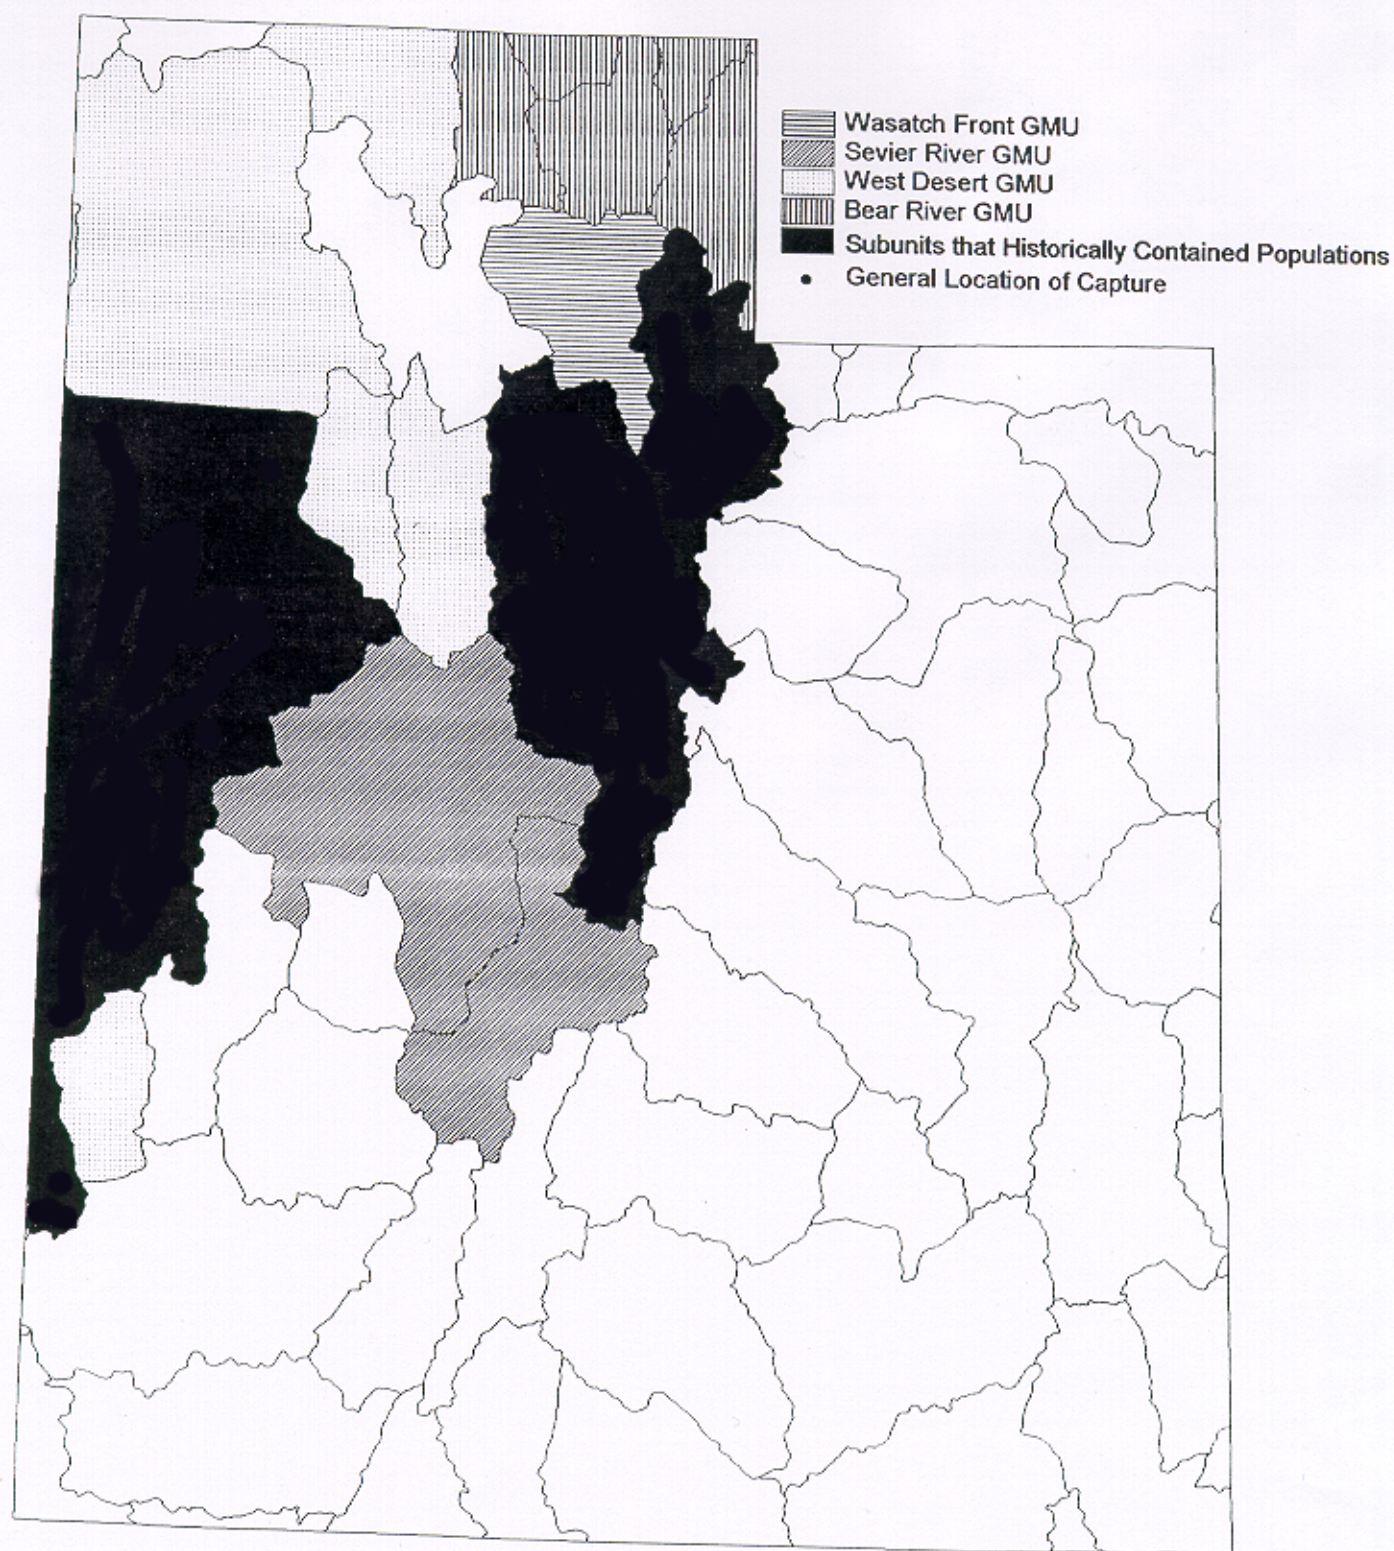 Wasatch Front GMU
Sevier River GMU
West Desert GMU
Bear River GMU
Subunits that Historically Contained Populations
General Location of Capture